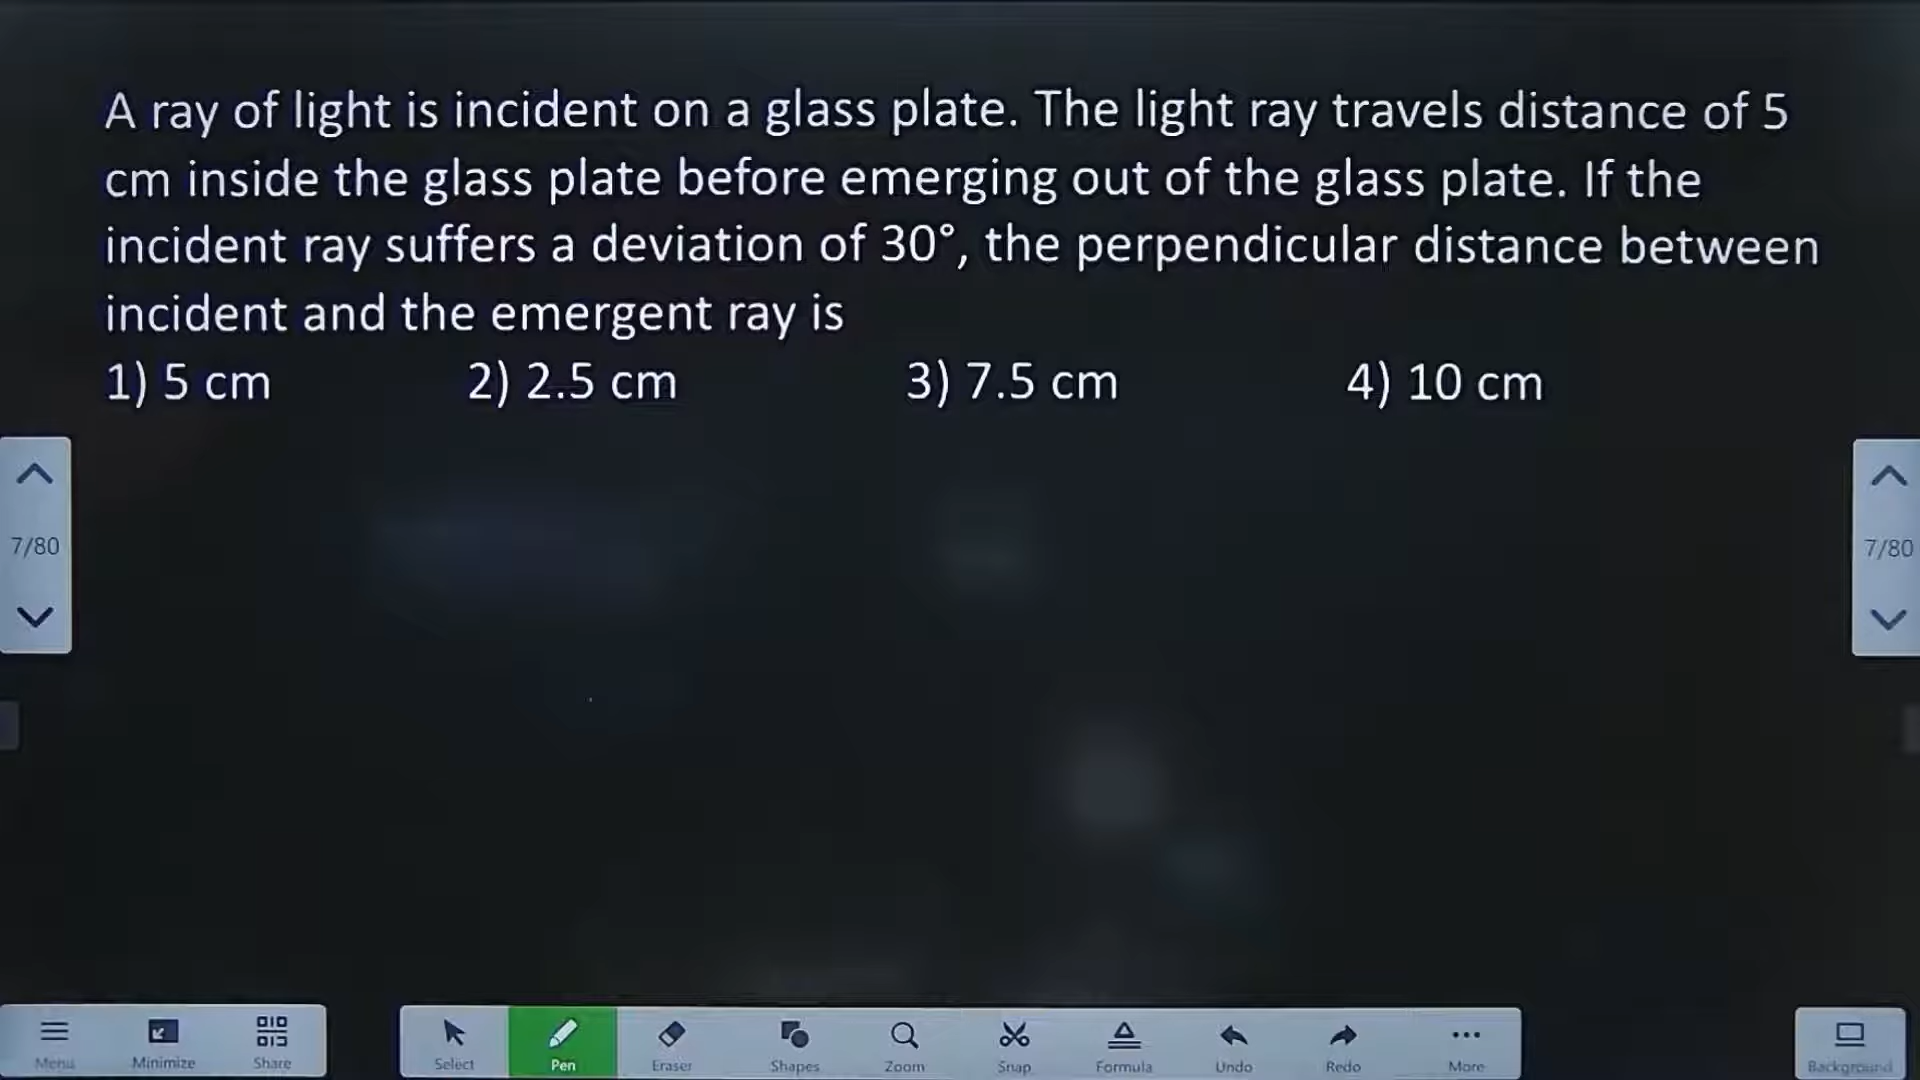 A ray of light is incident on a glass plate. The light ray travels distance of 5
cm inside the glass plate before emerging out of the glass plate. If the
incident ray suffers a deviation of 30°, the perpendicular distance between
incident and the emergent ray is
1) 5 cm 2) 2.5 cm 3) 7.5 cm 4) 10 cm
7/80 7/80
Menu Minimize Share Select Pen Eraser Shapes Zoom Snap Formula Undo Redo More Background